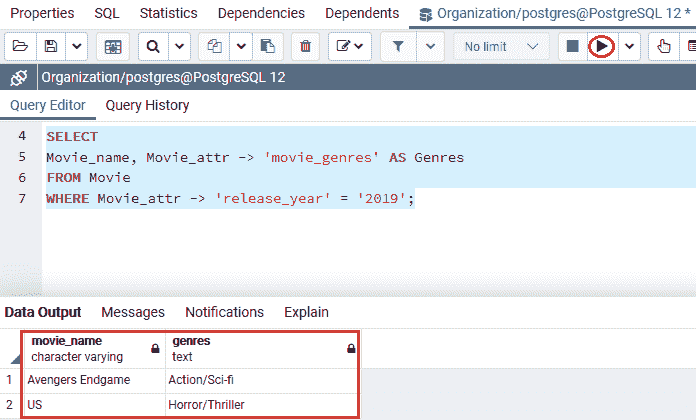 Properties SQL Statistics Dependencies Dependents Organization/postgres@PostgreSQL 12 *
No limit
Organization/postgres@PostgreSQL 12
Query Editor Query History
4 SELECT
5 Movie_name, Movie_attr -> 'movie_genres' AS Genres
6 FROM Movie
7 WHERE Movie_attr -> 'release_year' = '2019';
Data Output Messages Notifications Explain
movie_name genres
character varying text
1 Avengers Endgame Action/Sci-fi
2 US Horror/Thriller